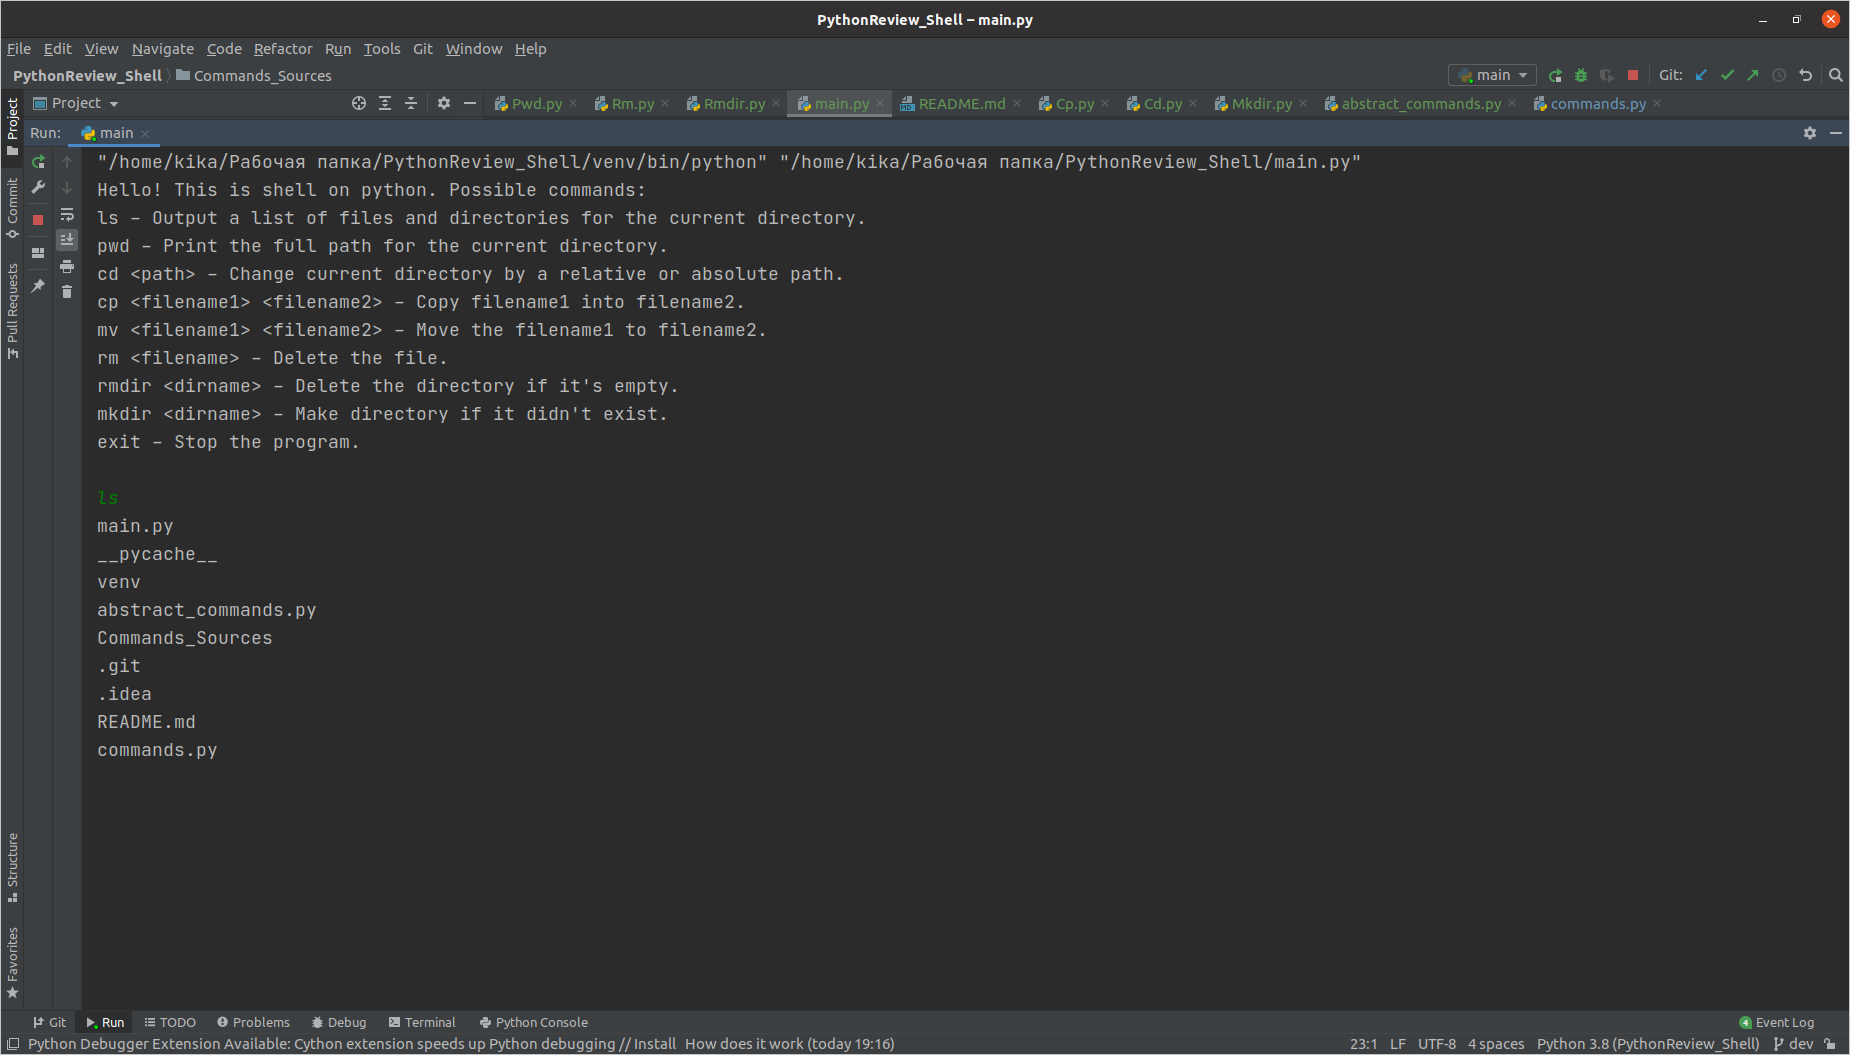 PythonReview_Shell – main.py
File Edit View Navigate Code Refactor Run Tools Git Window Help
PythonReview_Shell Commands_Sources main Git:
Project Pwd.py Rm.py Rmdir.py main.py README.md Cp.py Cd.py Mkdir.py abstract_commands.py commands.py
Run: main
Project
Commit
Pull Requests
Structure
Favorites
"/home/kika/Рабочая папка/PythonReview_Shell/venv/bin/python" "/home/kika/Рабочая папка/PythonReview_Shell/main.py"
Hello! This is shell on python. Possible commands:
ls – Output a list of files and directories for the current directory.
pwd – Print the full path for the current directory.
cd <path> – Change current directory by a relative or absolute path.
cp <filename1> <filename2> – Copy filename1 into filename2.
mv <filename1> <filename2> – Move the filename1 to filename2.
rm <filename> – Delete the file.
rmdir <dirname> – Delete the directory if it's empty.
mkdir <dirname> – Make directory if it didn't exist.
exit – Stop the program.
ls
main.py
__pycache__
venv
abstract_commands.py
Commands_Sources
.git
.idea
README.md
commands.py
Git Run TODO Problems Debug Terminal Python Console 4 Event Log
Python Debugger Extension Available: Cython extension speeds up Python debugging // Install How does it work (today 19:16) 23:1 LF UTF-8 4 spaces Python 3.8 (PythonReview_Shell) dev